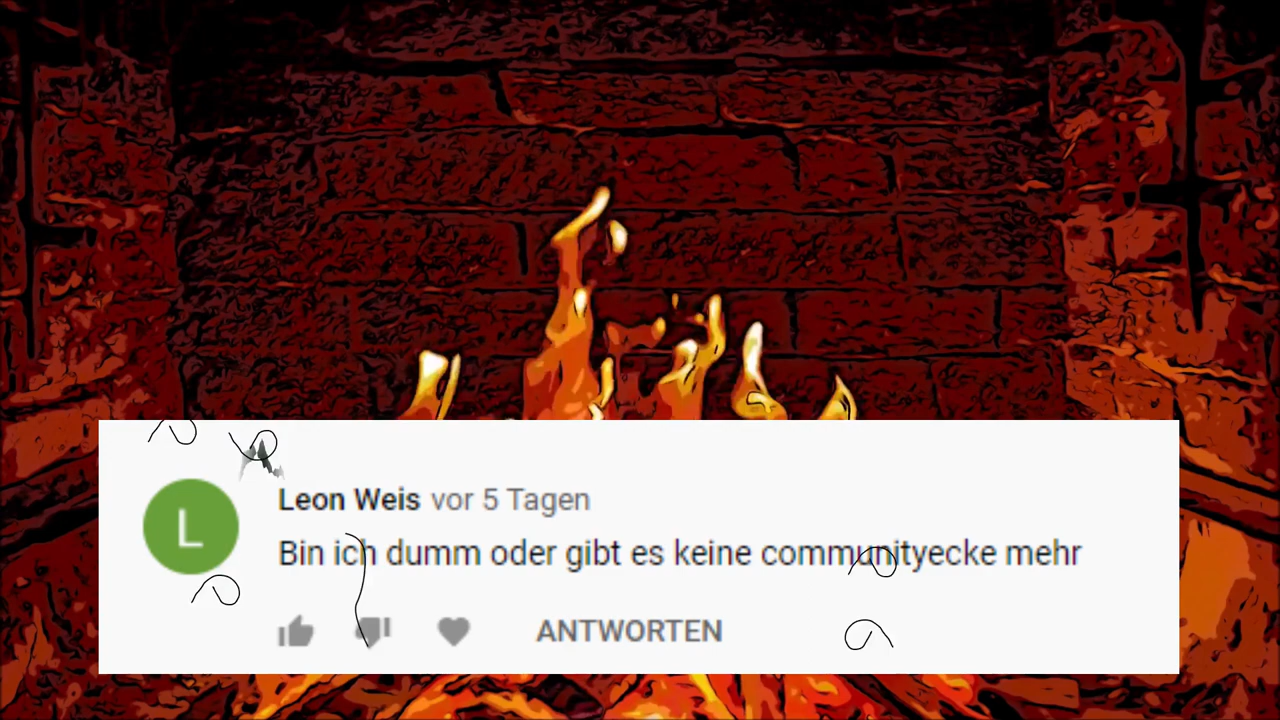 L
Leon Weis vor 5 Tagen
Bin ich dumm oder gibt es keine communityecke mehr
ANTWORTEN